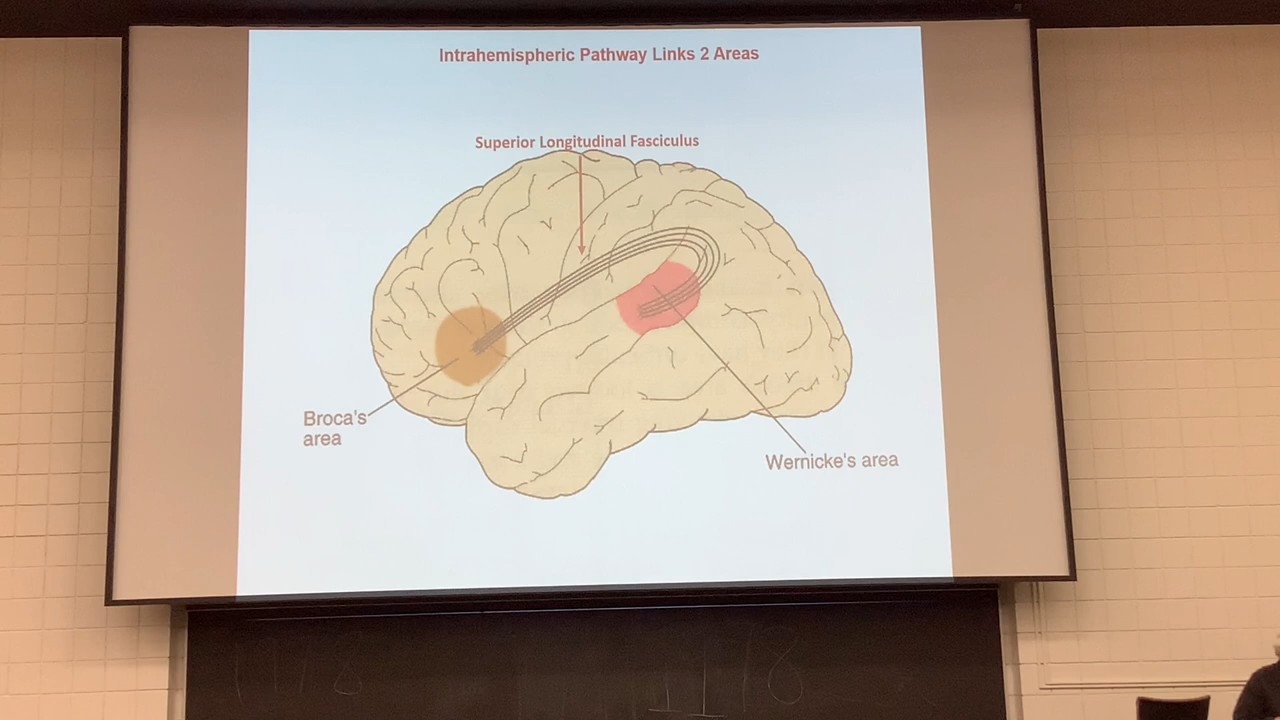 Intrahemispheric Pathway Links 2 Areas
Superior Longitudinal Fasciculus
Broca's
area
Wernicke's area